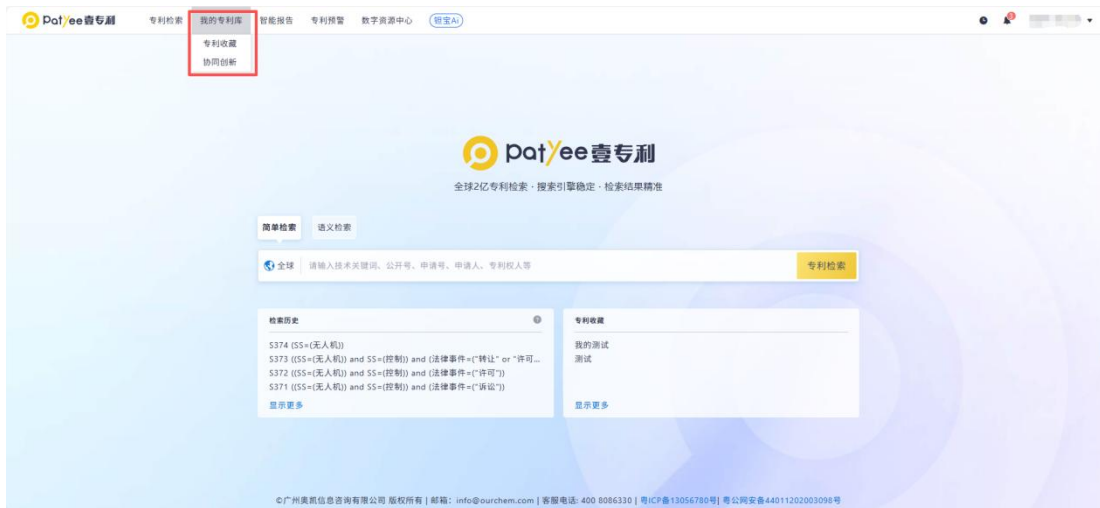 Patyee壹专利 专利检索 我的专利库 智能报告 专利预警 数字资源中心 钽宝Ai 3
专利收藏
协同创新
Patyee壹专利
全球2亿专利检索 · 搜索引擎稳定 · 检索结果精准
简单检索 语义检索
全球 请输入技术关键词、公开号、申请号、申请人、专利权人等 专利检索
检索历史 专利收藏
S374 (SS=(无人机)) 我的测试
S373 ((SS=(无人机)) and SS=(控制)) and (法律事件=("转让" or "许可... 测试
S372 ((SS=(无人机)) and SS=(控制)) and (法律事件=("许可"))
S371 ((SS=(无人机)) and SS=(控制)) and (法律事件=("诉讼"))
显示更多 显示更多
©广州奥凯信息咨询有限公司 版权所有 | 邮箱：info@ourchem.com | 客服电话: 400 8086330 | 粤ICP备13056780号| 粤公网安备44011202003098号